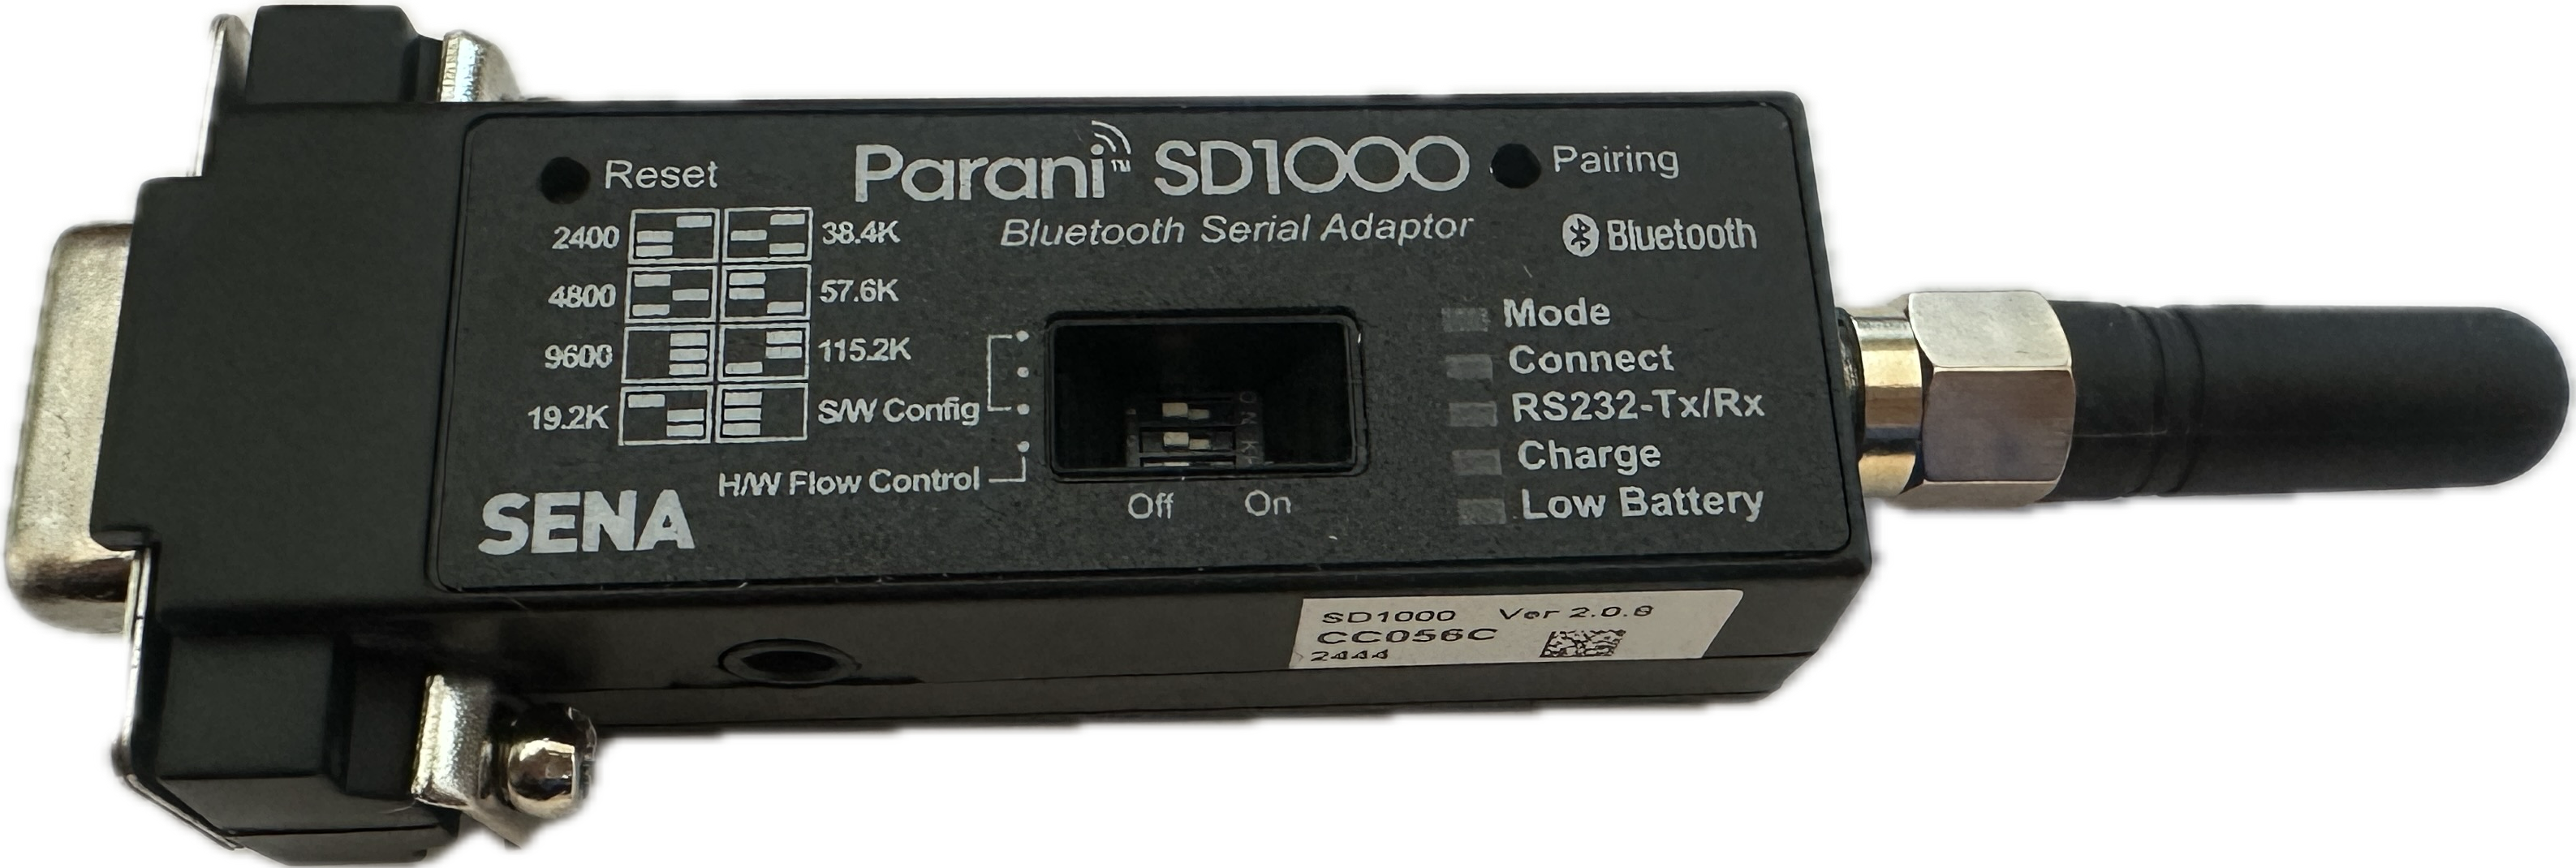 Reset
Parani™ SD1000
Pairing
Bluetooth Serial Adaptor
Bluetooth
2400
38.4K
4800
57.6K
9600
115.2K
19.2K
S/W Config
H/W Flow Control
SENA
Off
On
Mode
Connect
RS232-Tx/Rx
Charge
Low Battery
SD1000 Ver 2.0.8
CC056C
2444